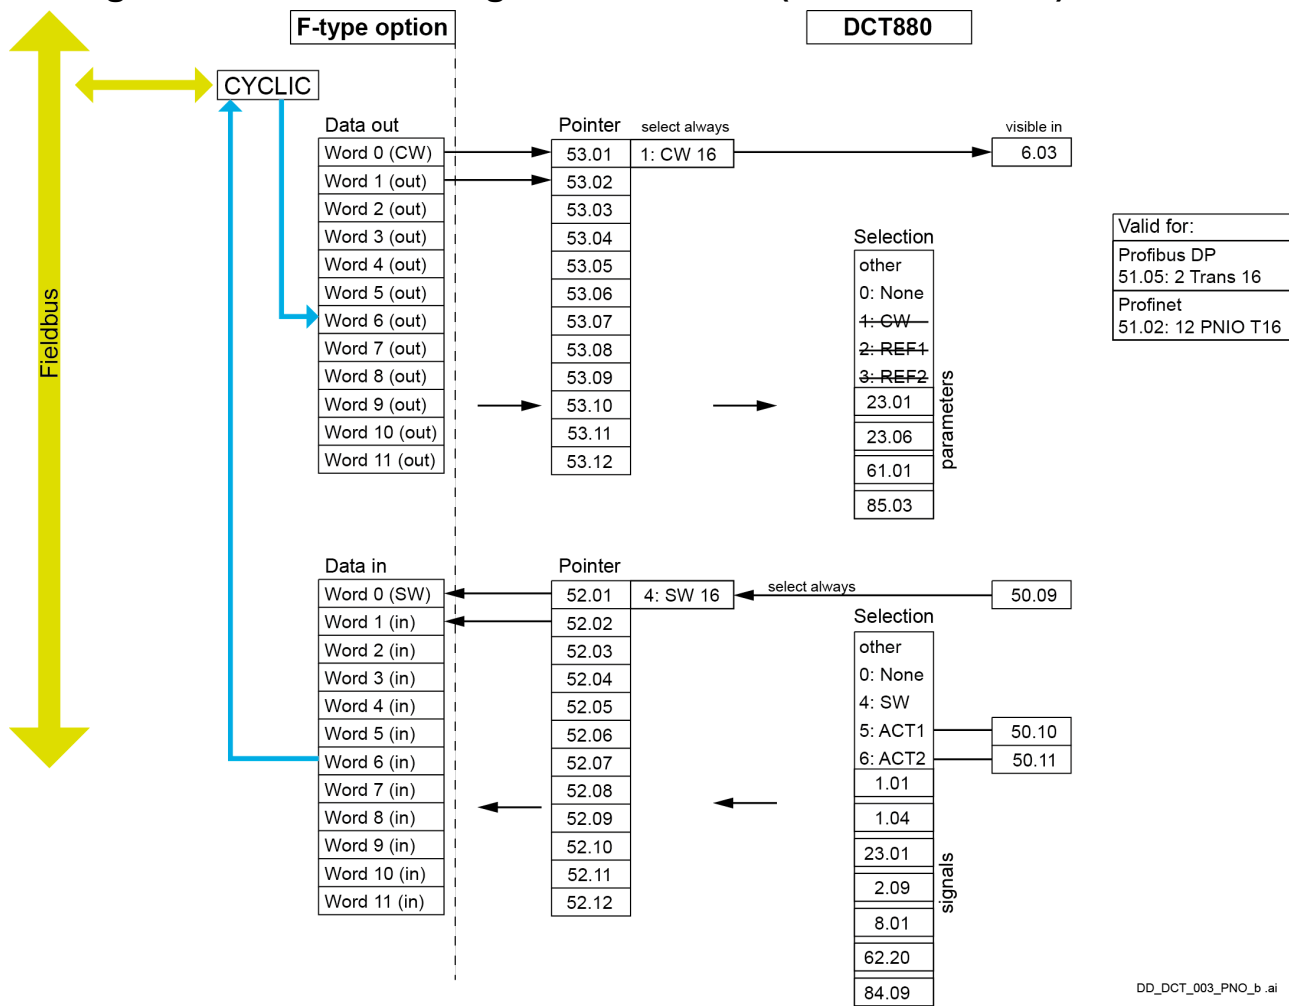 F-type option
DCT880
CYCLIC
Fieldbus
Data out
Word 0 (CW)
Word 1 (out)
Word 2 (out)
Word 3 (out)
Word 4 (out)
Word 5 (out)
Word 6 (out)
Word 7 (out)
Word 8 (out)
Word 9 (out)
Word 10 (out)
Word 11 (out)
Pointer
select always
53.01
1: CW 16
53.02
53.03
53.04
53.05
53.06
53.07
53.08
53.09
53.10
53.11
53.12
visible in
6.03
Selection
other
0: None
1: CW
2: REF1
3: REF2
23.01
23.06
61.01
85.03
parameters
Valid for:
Profibus DP
51.05: 2 Trans 16
Profinet
51.02: 12 PNIO T16
Data in
Word 0 (SW)
Word 1 (in)
Word 2 (in)
Word 3 (in)
Word 4 (in)
Word 5 (in)
Word 6 (in)
Word 7 (in)
Word 8 (in)
Word 9 (in)
Word 10 (in)
Word 11 (in)
Pointer
52.01
4: SW 16
52.02
52.03
52.04
52.05
52.06
52.07
52.08
52.09
52.10
52.11
52.12
select always
50.09
Selection
other
0: None
4: SW
5: ACT1
6: ACT2
50.10
50.11
1.01
1.04
23.01
2.09
8.01
62.20
84.09
signals
DD_DCT_003_PNO_b .ai